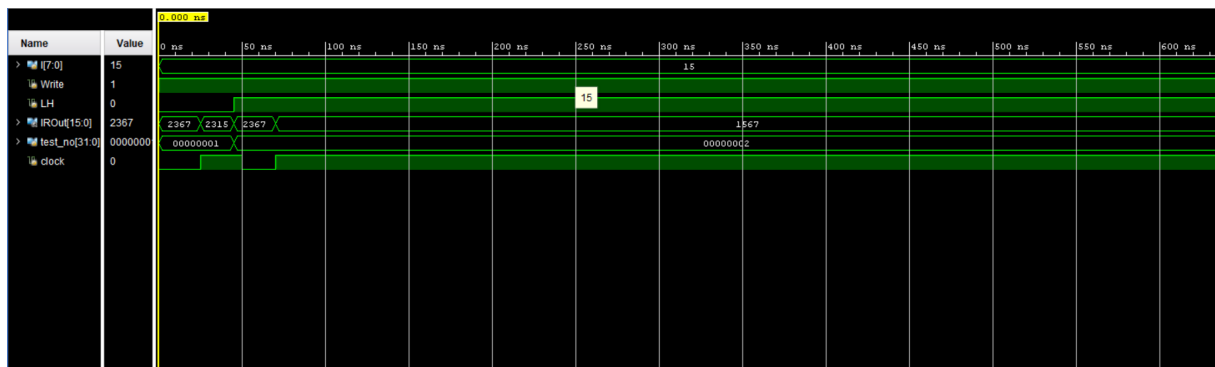 0.000 ns
Name Value 0 ns 50 ns 100 ns 150 ns 200 ns 250 ns 300 ns 350 ns 400 ns 450 ns 500 ns 550 ns 600 ns
I[7:0] 15 15
Write 1
LH 0 15
IROut[15:0] 2367 2367 2315 2367 1567
test_no[31:0] 0000000 00000001 00000002
clock 0